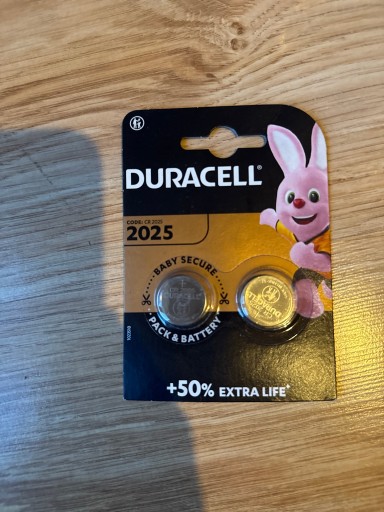 DURACELL®
CODE: CR 2025
2025
BABY SECURE
PACK & BATTERY
+50% EXTRA LIFE*